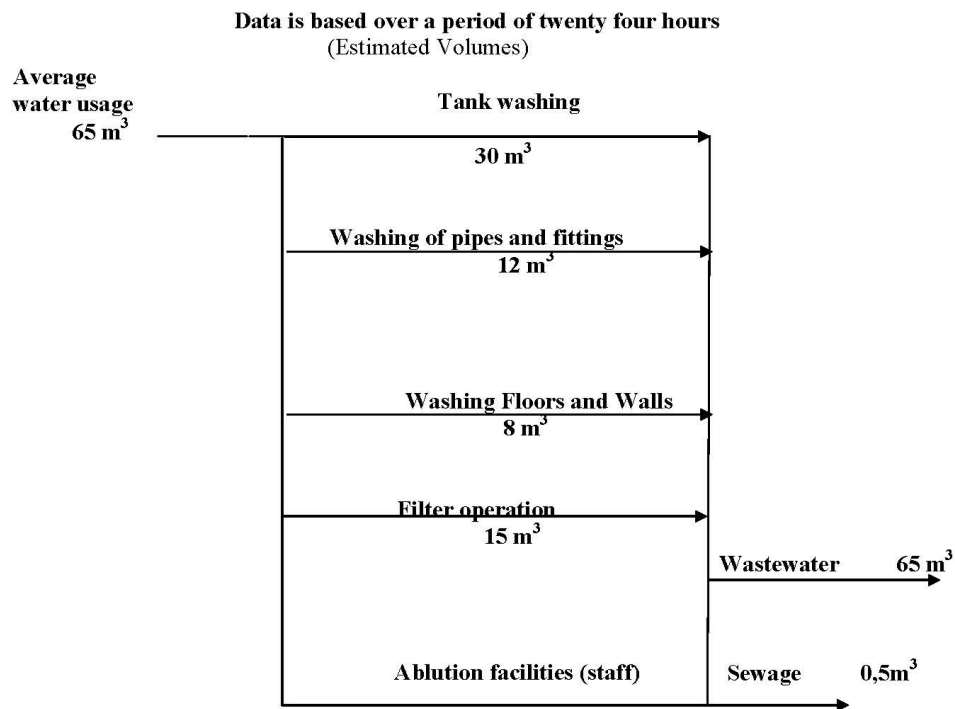 Data is based over a period of twenty four hours
(Estimated Volumes)
Average
water usage
65 m³
Tank washing
30 m³
Washing of pipes and fittings
12 m³
Washing Floors and Walls
8 m³
Filter operation
15 m³
Wastewater 65 m³
Ablution facilities (staff) Sewage 0,5m³